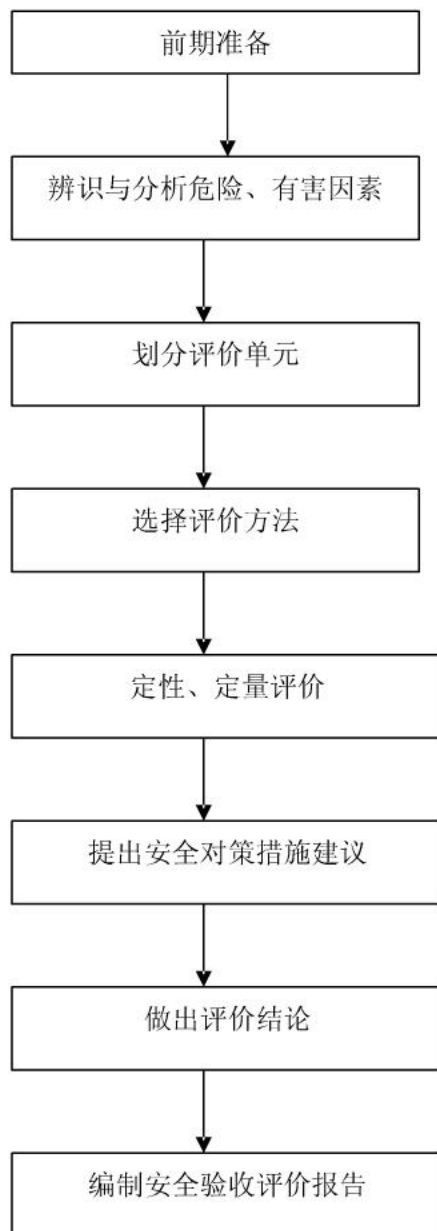 前期准备
辨识与分析危险、有害因素
划分评价单元
选择评价方法
定性、定量评价
提出安全对策措施建议
做出评价结论
编制安全验收评价报告